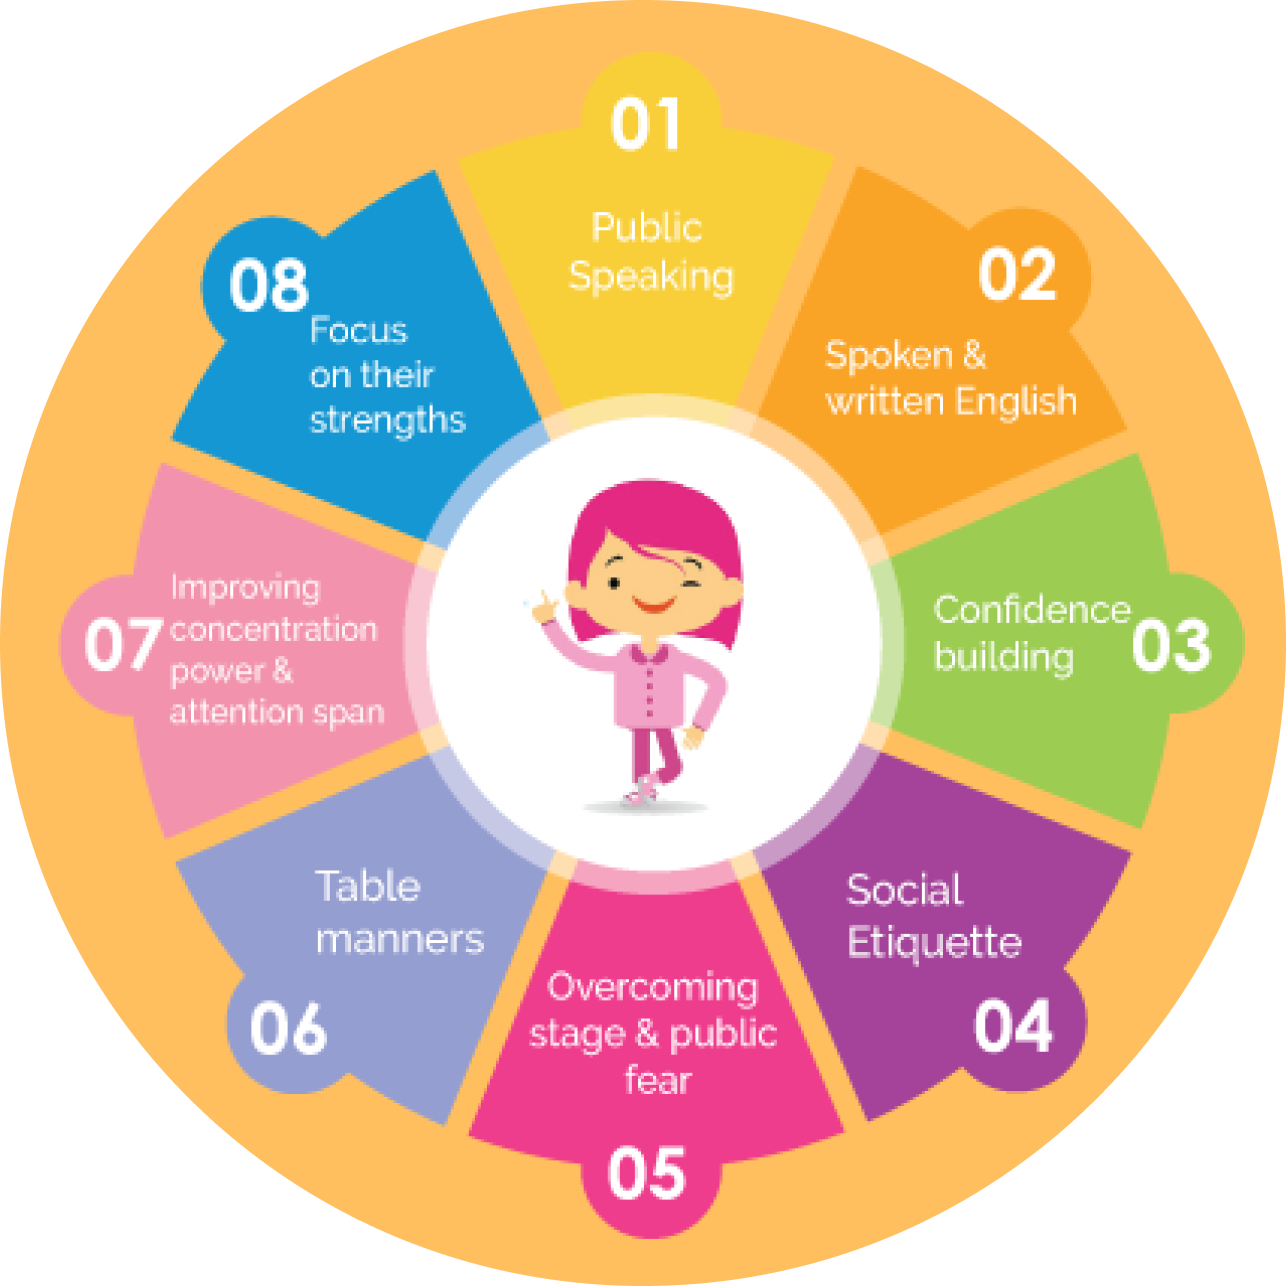 01
Public
Speaking
02
Spoken &
written English
03
Confidence
building
04
Social
Etiquette
05
Overcoming
stage & public
fear
06
Table
manners
07
Improving
concentration
power &
attention span
08
Focus
on their
strengths